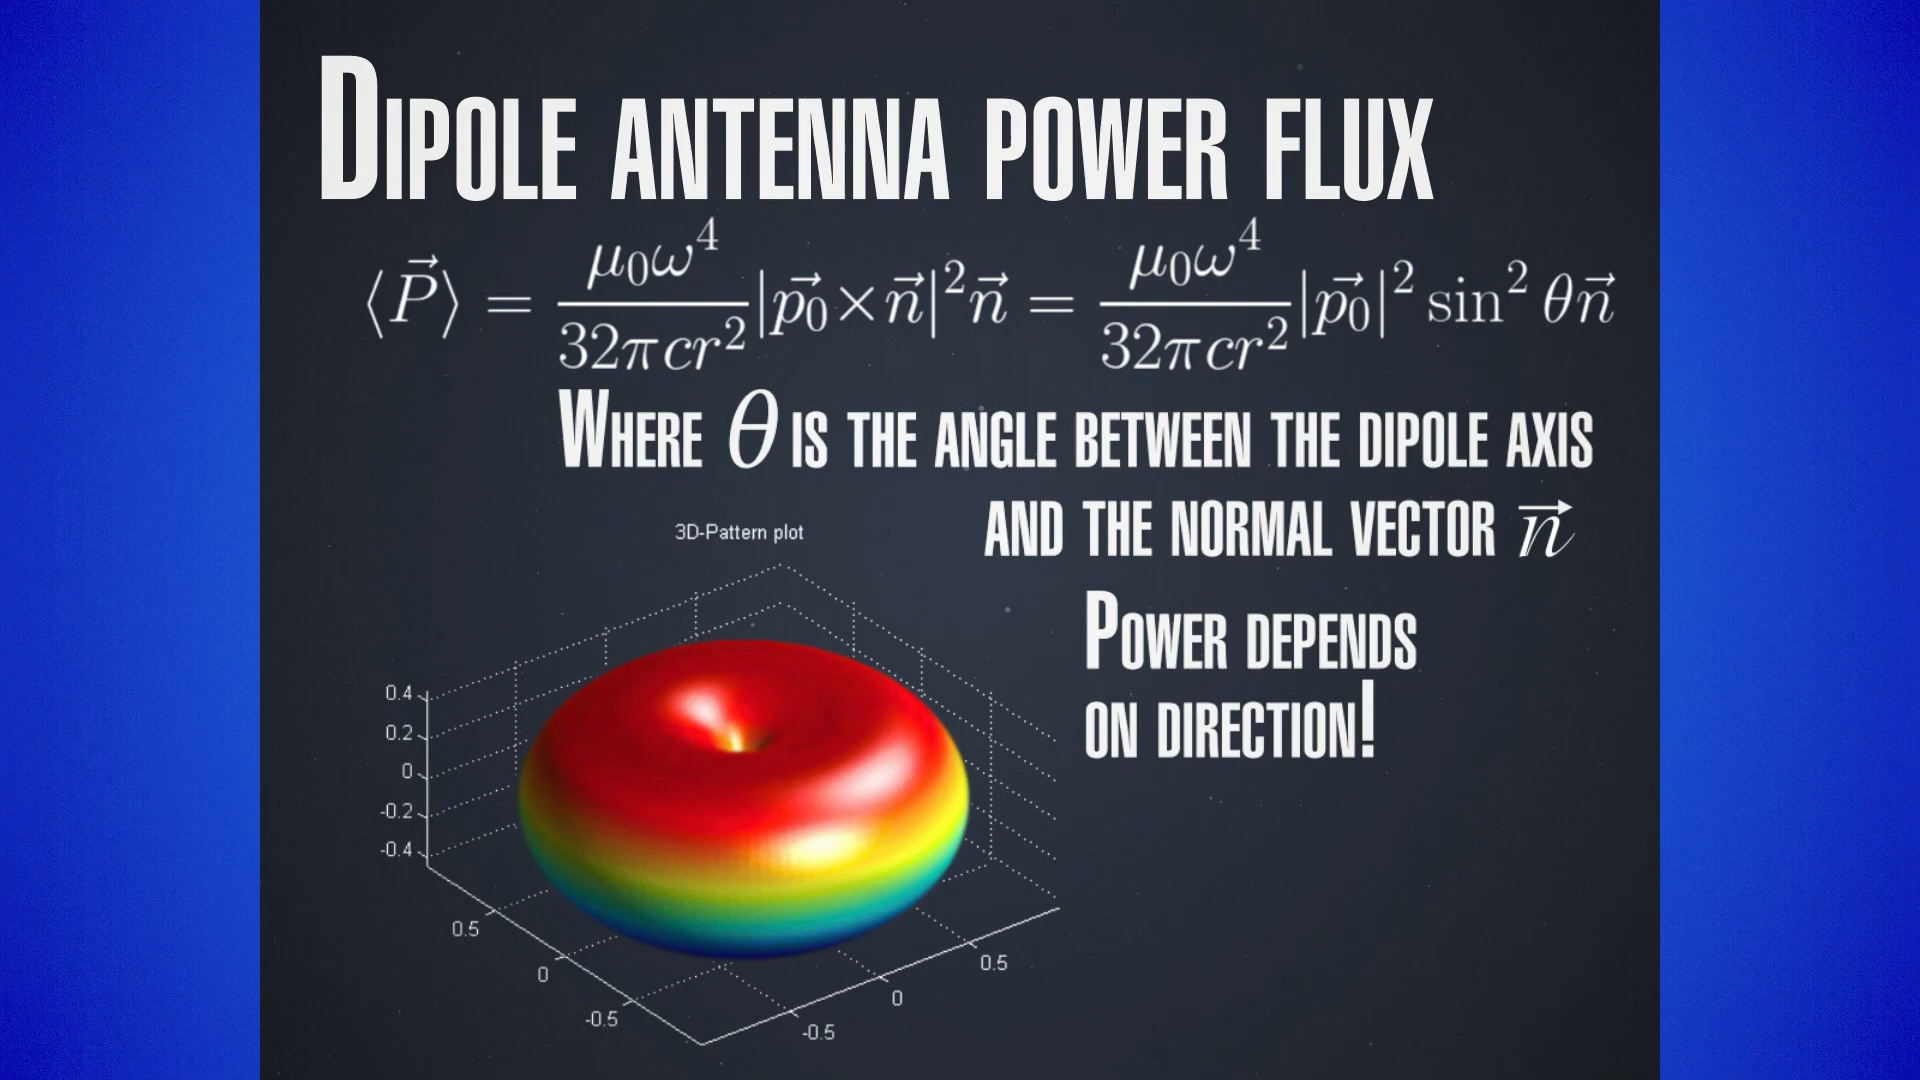 Dipole antenna power flux
⟨P⃗⟩ = μ₀ω⁴/32πcr² |p⃗₀×n⃗|² n⃗ = μ₀ω⁴/32πcr² |p⃗₀|² sin² θn⃗
Where θ is the angle between the dipole axis
and the normal vector n⃗
3D-Pattern plot
Power depends
on direction!
0.4
0.2
0
-0.2
-0.4
0.5
0
-0.5
0.5
0
-0.5